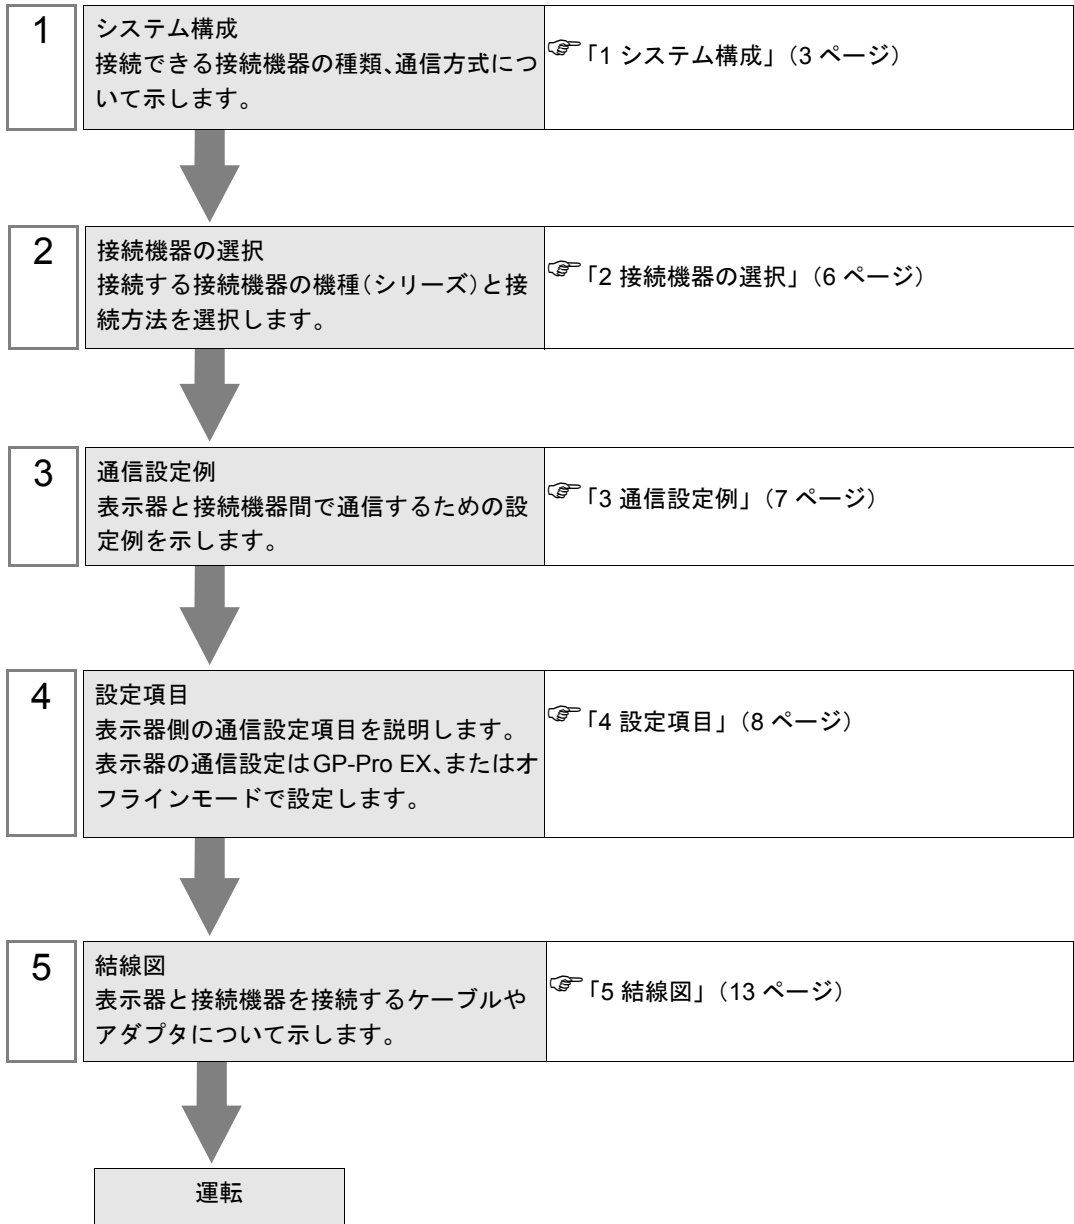 1
システム構成
接続できる接続機器の種類、通信方式につ
いて示します。
☞「1 システム構成」(3 ページ)
2
接続機器の選択
接続する接続機器の機種(シリーズ)と接
続方法を選択します。
☞「2 接続機器の選択」(6 ページ)
3
通信設定例
表示器と接続機器間で通信するための設
定例を示します。
☞「3 通信設定例」(7 ページ)
4
設定項目
表示器側の通信設定項目を説明します。
表示器の通信設定はGP-Pro EX、またはオ
フラインモードで設定します。
☞「4 設定項目」(8 ページ)
5
結線図
表示器と接続機器を接続するケーブルや
アダプタについて示します。
☞「5 結線図」(13 ページ)
運転